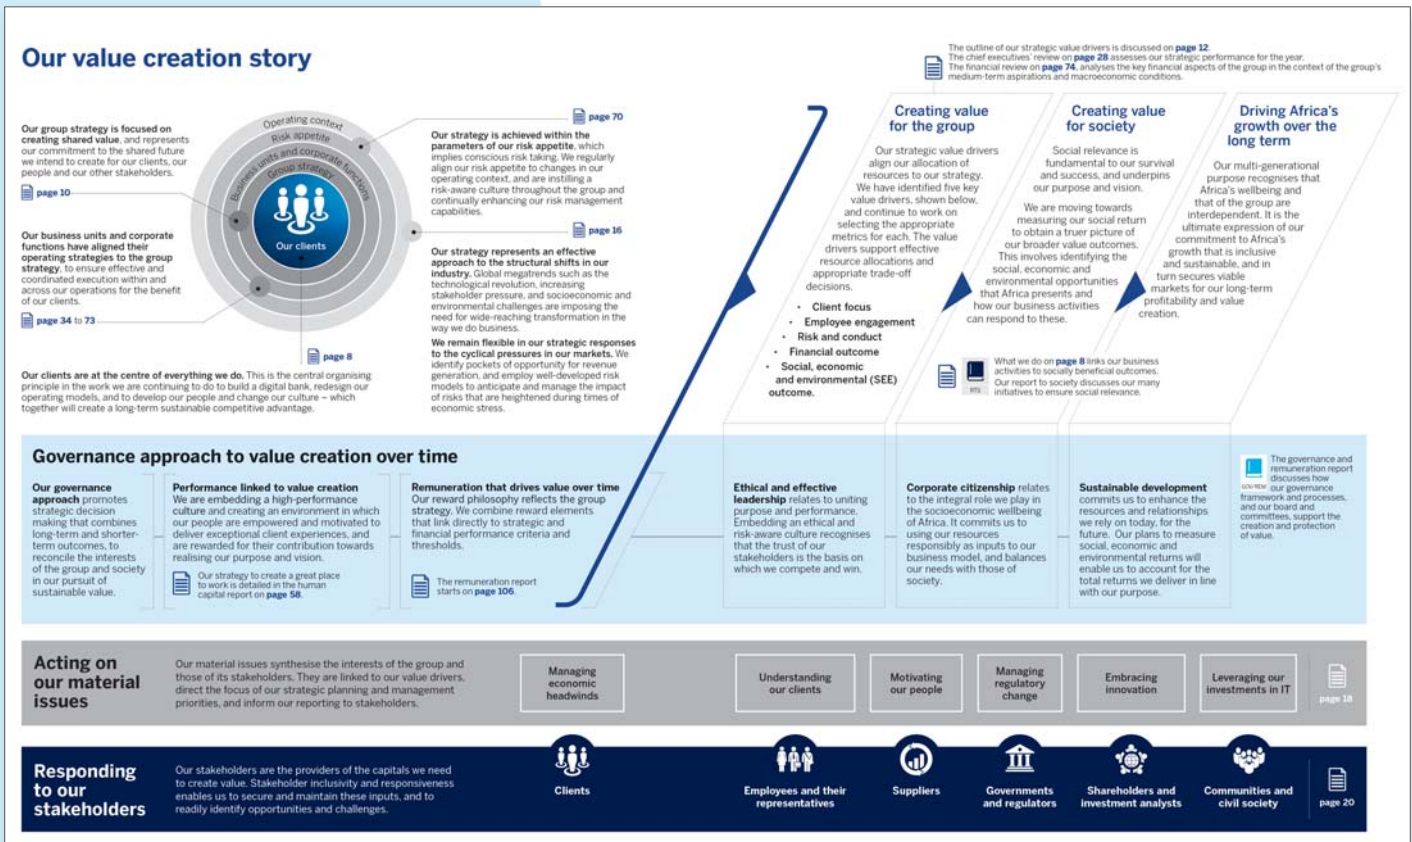 Our value creation story
The outline of our strategic value drivers is discussed on page 12.
The chief executives' review on page 28 assesses our strategic performance for the year.
The financial review on page 74, analyses the key financial aspects of the group in the context of the group's
medium-term aspirations and macroeconomic conditions.
Our group strategy is focused on
creating shared value, and represents
our commitment to the shared future
we intend to create for our clients, our
people and our other stakeholders.
page 10
Our business units and corporate
functions have aligned their
operating strategies to the group
strategy, to ensure effective and
coordinated execution within and
across our operations for the benefit
of our clients.
page 34 to 73
Operating context
Risk appetite
Business units and corporate functions
Group strategy
Our clients
page 8
Our clients are at the centre of everything we do. This is the central organising
principle in the work we are continuing to do to build a digital bank, redesign our
operating models, and to develop our people and change our culture – which
together will create a long-term sustainable competitive advantage.
page 70
Our strategy is achieved within the
parameters of our risk appetite, which
implies conscious risk taking. We regularly
align our risk appetite to changes in our
operating context, and are instilling a
risk-aware culture throughout the group and
continually enhancing our risk management
capabilities.
page 16
Our strategy represents an effective
approach to the structural shifts in our
industry. Global megatrends such as the
technological revolution, increasing
stakeholder pressure, and socioeconomic and
environmental challenges are imposing the
need for wide-reaching transformation in the
way we do business.
We remain flexible in our strategic responses
to the cyclical pressures in our markets. We
identify pockets of opportunity for revenue
generation, and employ well-developed risk
models to anticipate and manage the impact
of risks that are heightened during times of
economic stress.
Creating value
for the group
Our strategic value drivers
align our allocation of
resources to our strategy.
We have identified five key
value drivers, shown below,
and continue to work on
selecting the appropriate
metrics for each. The value
drivers support effective
resource allocations and
appropriate trade-off
decisions.
• Client focus
• Employee engagement
• Risk and conduct
• Financial outcome
• Social, economic
and environmental (SEE)
outcome.
Creating value
for society
Social relevance is
fundamental to our survival
and success, and underpins
our purpose and vision.
We are moving towards
measuring our social return
to obtain a truer picture of
our broader value outcomes.
This involves identifying the
social, economic and
environmental opportunities
that Africa presents and
how our business activities
can respond to these.
RTS
What we do on page 8 links our business
activities to socially beneficial outcomes.
Our report to society discusses our many
initiatives to ensure social relevance.
Driving Africa's
growth over the
long term
Our multi-generational
purpose recognises that
Africa's wellbeing and
that of the group are
interdependent. It is the
ultimate expression of our
commitment to Africa's
growth that is inclusive
and sustainable, and in
turn secures viable
markets for our long-term
profitability and value
creation.
Governance approach to value creation over time
Our governance
approach promotes
strategic decision
making that combines
long-term and shorter-
term outcomes, to
reconcile the interests
of the group and society
in our pursuit of
sustainable value.
Performance linked to value creation
We are embedding a high-performance
culture and creating an environment in which
our people are empowered and motivated to
deliver exceptional client experiences, and
are rewarded for their contribution towards
realising our purpose and vision.
Our strategy to create a great place
to work is detailed in the human
capital report on page 58.
Remuneration that drives value over time
Our reward philosophy reflects the group
strategy. We combine reward elements
that link directly to strategic and
financial performance criteria and
thresholds.
The remuneration report
starts on page 106.
Ethical and effective
leadership relates to uniting
purpose and performance.
Embedding an ethical and
risk-aware culture recognises
that the trust of our
stakeholders is the basis on
which we compete and win.
Corporate citizenship relates
to the integral role we play in
the socioeconomic wellbeing
of Africa. It commits us to
using our resources
responsibly as inputs to our
business model, and balances
our needs with those of
society.
Sustainable development
commits us to enhance the
resources and relationships
we rely on today, for the
future. Our plans to measure
social, economic and
environmental returns will
enable us to account for the
total returns we deliver in line
with our purpose.
GOV/REM
The governance and
remuneration report
discusses how
our governance
framework and processes,
and our board and
committees, support the
creation and protection
of value.
Acting on
our material
issues
Our material issues synthesise the interests of the group and
those of its stakeholders. They are linked to our value drivers,
direct the focus of our strategic planning and management
priorities, and inform our reporting to stakeholders.
Managing
economic
headwinds
Understanding
our clients
Motivating
our people
Managing
regulatory
change
Embracing
innovation
Leveraging our
investments in IT
page 18
Responding
to our
stakeholders
Our stakeholders are the providers of the capitals we need
to create value. Stakeholder inclusivity and responsiveness
enables us to secure and maintain these inputs, and to
readily identify opportunities and challenges.
Clients
Employees and their
representatives
Suppliers
Governments
and regulators
Shareholders and
investment analysts
Communities and
civil society
page 20